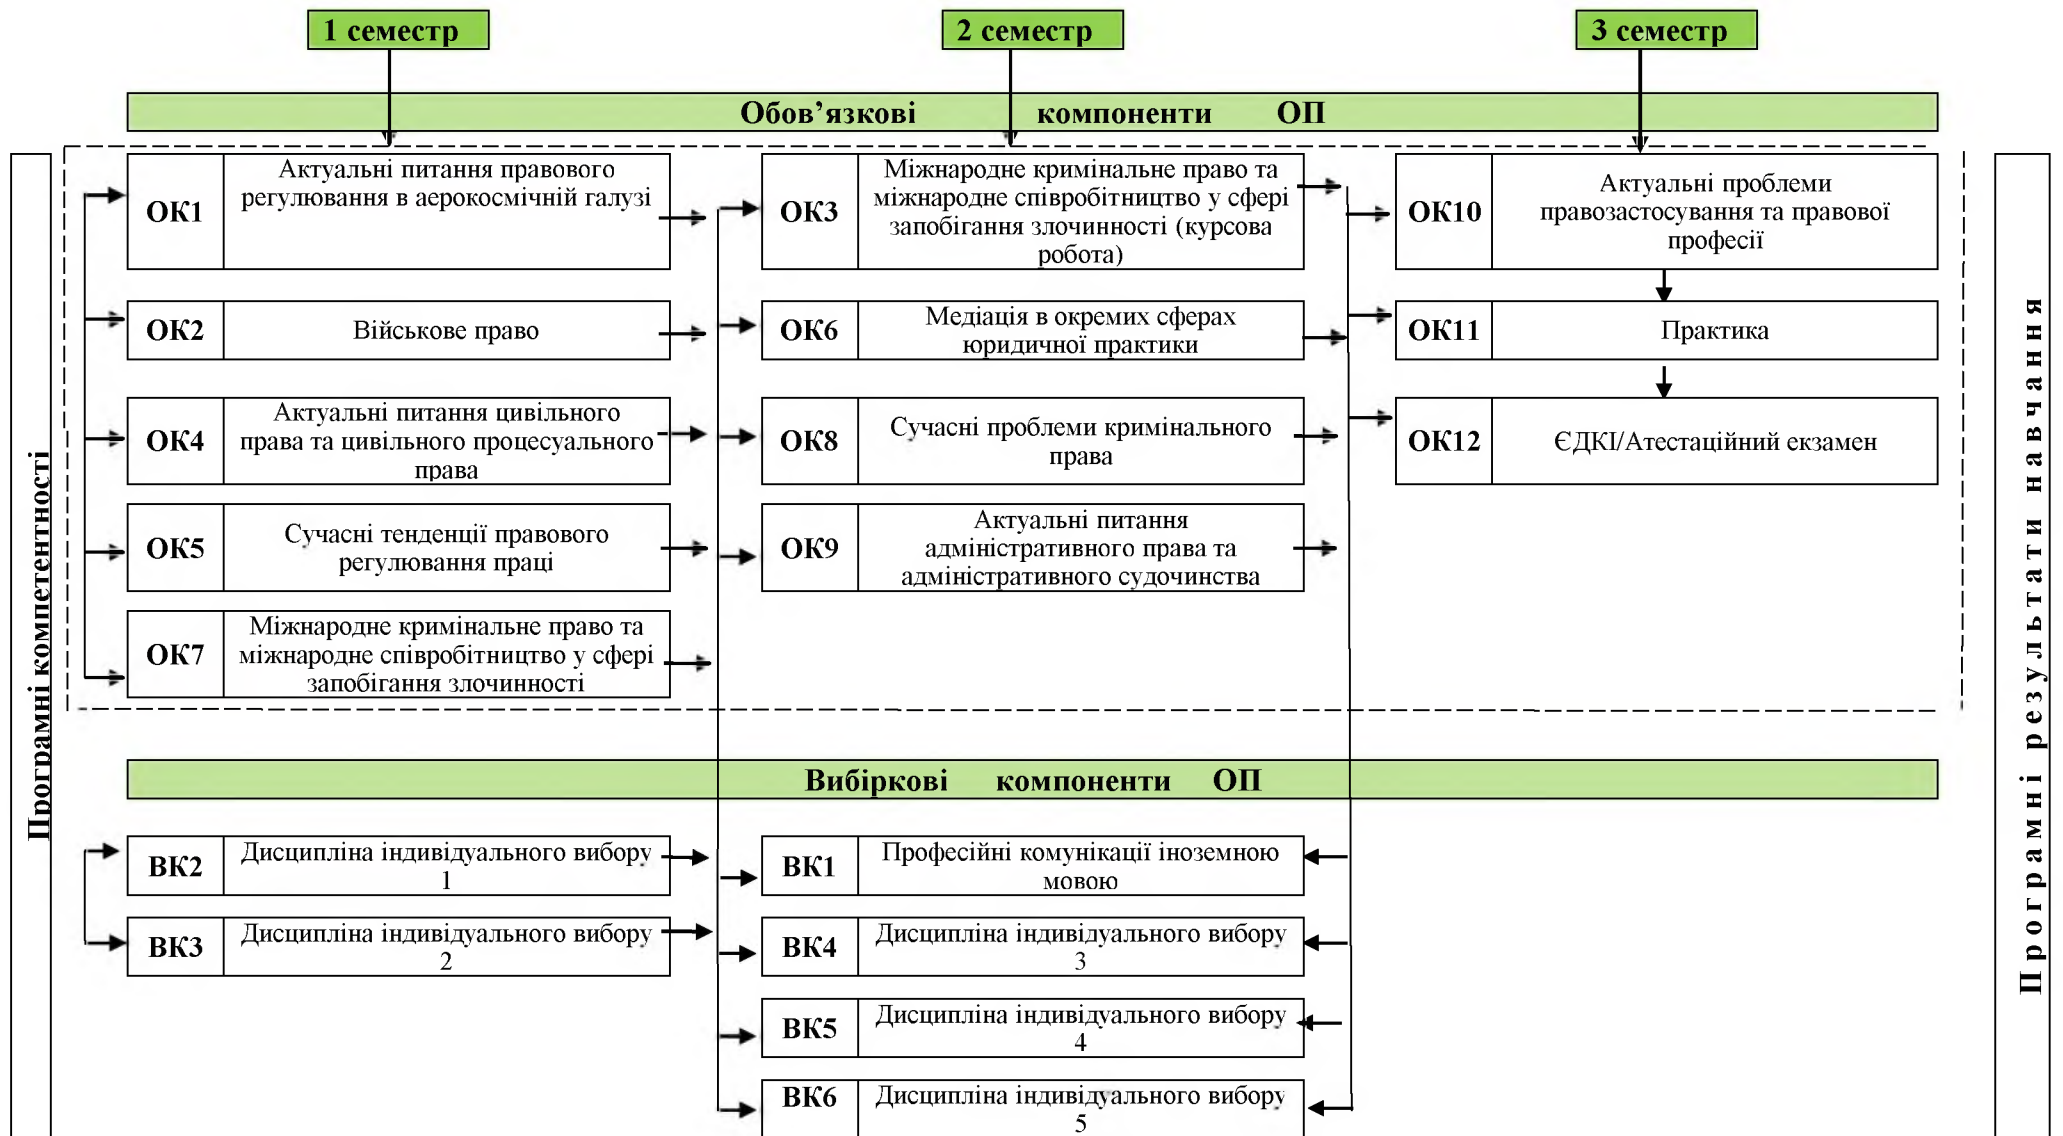 1 семестр
2 семестр
3 семестр
Обов’язкові компоненти ОП
Програмні компетентності
ОК1
Актуальні питання правового
регулювання в аерокосмічній галузі
ОК2
Військове право
ОК4
Актуальні питання цивільного
права та цивільного процесуального
права
ОК5
Сучасні тенденції правового
регулювання праці
ОК7
Міжнародне кримінальне право та
міжнародне співробітництво у сфері
запобігання злочинності
ОК3
Міжнародне кримінальне право та
міжнародне співробітництво у сфері
запобігання злочинності (курсова
робота)
ОК6
Медіація в окремих сферах
юридичної практики
ОК8
Сучасні проблеми кримінального
права
ОК9
Актуальні питання
адміністративного права та
адміністративного судочинства
ОК10
Актуальні проблеми
правозастосування та правової
професії
ОК11
Практика
ОК12
ЄДКІ/Атестаційний екзамен
Програмні результати навчання
Вибіркові компоненти ОП
ВК2
Дисципліна індивідуального вибору
1
ВК3
Дисципліна індивідуального вибору
2
ВК1
Професійні комунікації іноземною
мовою
ВК4
Дисципліна індивідуального вибору
3
ВК5
Дисципліна індивідуального вибору
4
ВК6
Дисципліна індивідуального вибору
5